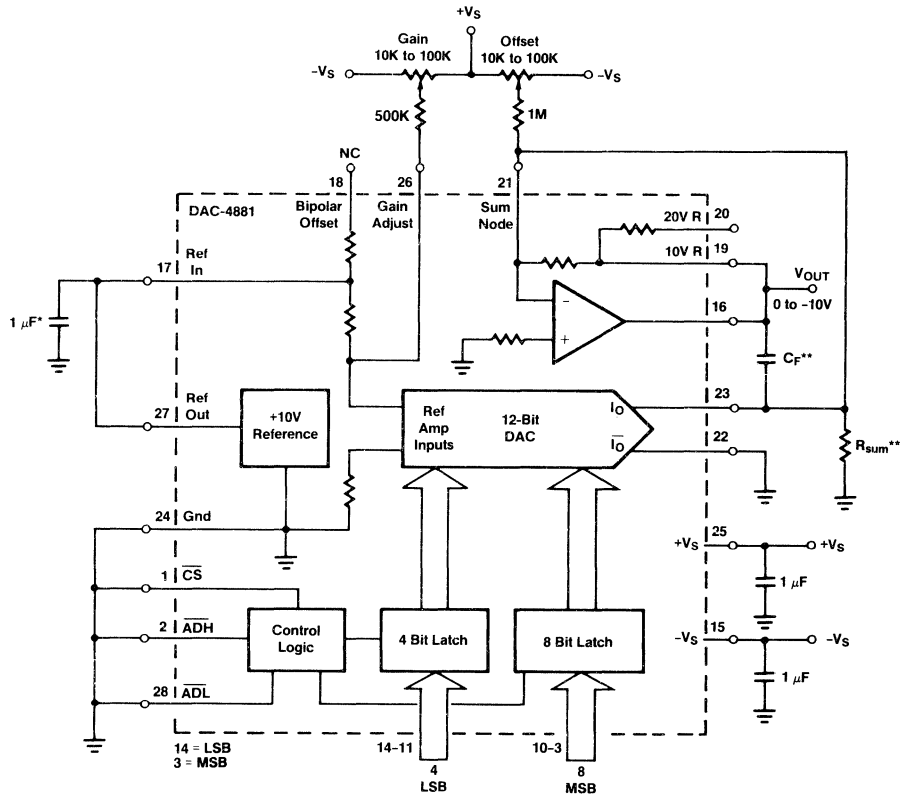 +VS
Gain
10K to 100K
Offset
10K to 100K
−VS
−VS
500K
1M
NC
18
26
21
DAC-4881
Bipolar
Offset
Gain
Adjust
Sum
Node
20V R
20
10V R
19
17
Ref
In
VOUT
0 to −10V
16
−
+
1 µF*
CF**
27
Ref
Out
+10V
Reference
Ref
Amp
Inputs
12-Bit
DAC
IO
IO
23
22
Rsum**
24
Gnd
+VS
25
+VS
1 µF
1
CS
2
ADH
Control
Logic
4 Bit Latch
8 Bit Latch
−VS
15
−VS
1 µF
28
ADL
14 = LSB
3 = MSB
14–11
10–3
4
LSB
8
MSB